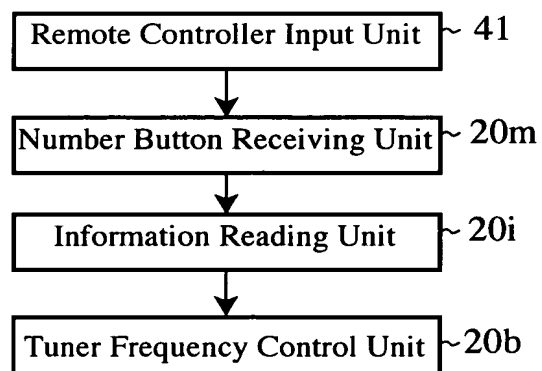 Remote Controller Input Unit ~ 41
Number Button Receiving Unit ~ 20m
Information Reading Unit ~ 20i
Tuner Frequency Control Unit ~ 20b